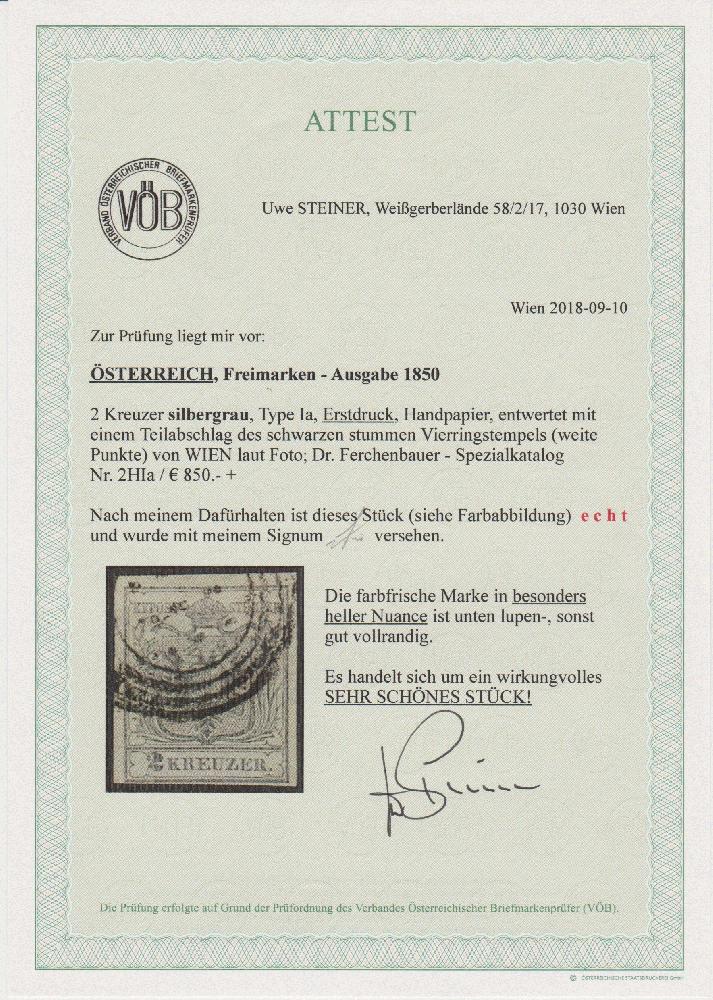 ATTEST
VERBAND ÖSTERREICHISCHER BRIEFMARKENPRÜFER
VÖB
Uwe STEINER, Weißgerberlände 58/2/17, 1030 Wien
Wien 2018-09-10
Zur Prüfung liegt mir vor:
ÖSTERREICH, Freimarken - Ausgabe 1850
2 Kreuzer silbergrau, Type Ia, Erstdruck, Handpapier, entwertet mit
einem Teilabschlag des schwarzen stummen Vierringstempels (weite
Punkte) von WIEN laut Foto; Dr. Ferchenbauer - Spezialkatalog
Nr. 2HIa / € 850.- +
Nach meinem Dafürhalten ist dieses Stück (siehe Farbabbildung) echt
und wurde mit meinem Signum versehen.
Die farbfrische Marke in besonders
heller Nuance ist unten lupen-, sonst
gut vollrandig.
Es handelt sich um ein wirkungvolles
SEHR SCHÖNES STÜCK!
2 KREUZER.
Die Prüfung erfolgte auf Grund der Prüfordnung des Verbandes Österreichischer Briefmarkenprüfer (VÖB).
© ÖSTERREICHISCHE STAATSDRUCKEREI GmbH